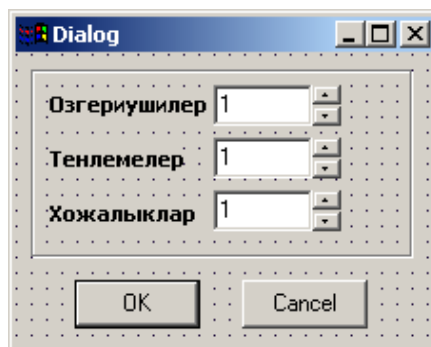 Dialog
Озгериушилер 1
Тенлемелер 1
Хожалыклар 1
OK Cancel